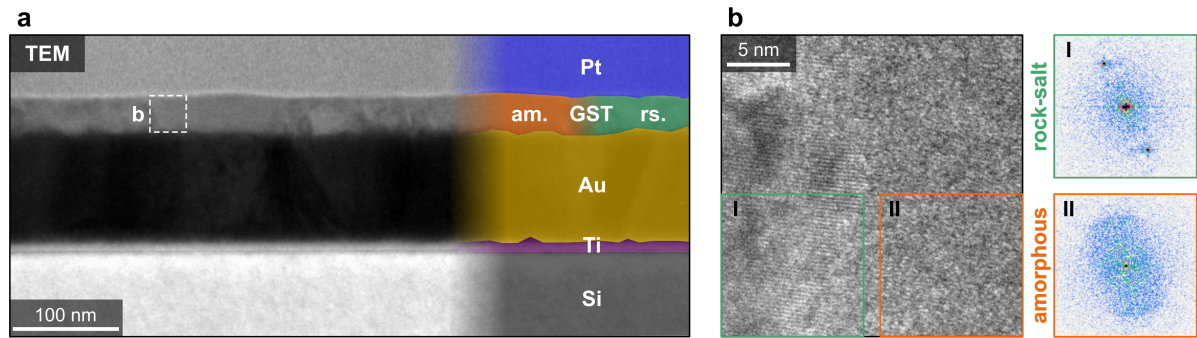 a
TEM
b
Pt
am.
GST
rs.
Au
Ti
Si
100 nm
b
5 nm
I
II
rock-salt
I
amorphous
II